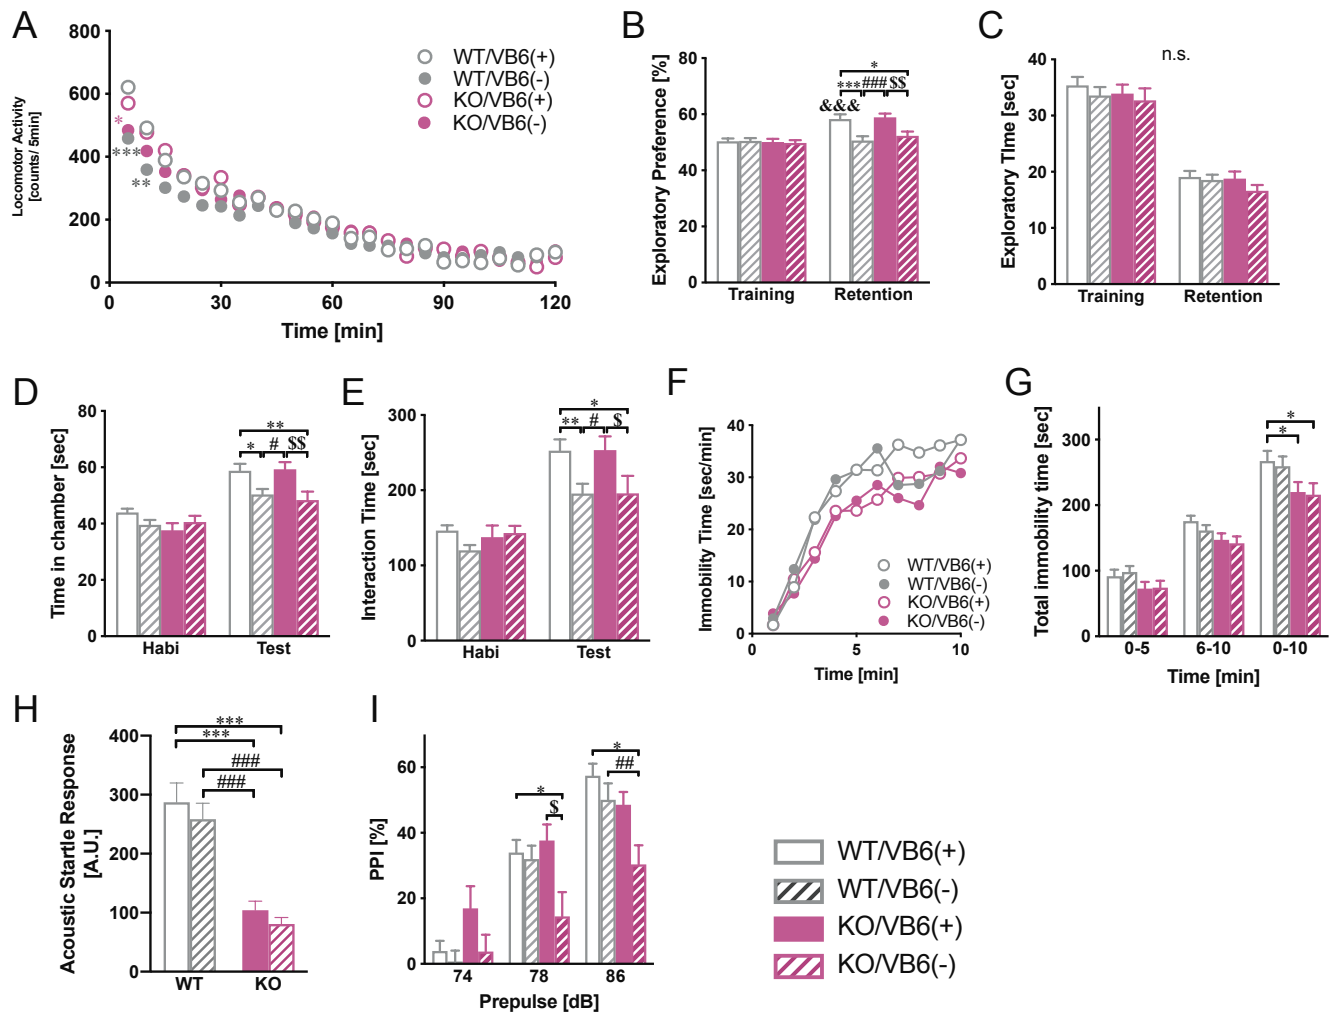 A
800
600
400
200
0
Locomotor Activity
[counts/ 5min]
*
***
**
WT/VB6(+)
WT/VB6(-)
KO/VB6(+)
KO/VB6(-)
0
30
60
90
120
Time [min]
B
Exploratory Preference [%]
80
60
40
20
0
*
*** ### $$
&&&
Training
Retention
C
Exploratory TIme [sec]
40
30
20
10
0
n.s.
Training
Retention
D
Time in chamber [sec]
80
60
40
20
0
**
* # $$
Habi
Test
E
Interaction Time [sec]
300
200
100
0
*
** # $
Habi
Test
F
Immobility Time [sec/min]
40
30
20
10
0
WT/VB6(+)
WT/VB6(-)
KO/VB6(+)
KO/VB6(-)
0
5
10
Time [min]
G
Total immobility time [sec]
300
200
100
0
*
*
0-5
6-10
0-10
Time [min]
H
Acoustic Startle Response
[A.U.]
400
300
200
100
0
***
***
###
###
WT
KO
I
PPI [%]
60
40
20
0
*
$
*
##
74
78
86
Prepulse [dB]
WT/VB6(+)
WT/VB6(-)
KO/VB6(+)
KO/VB6(-)